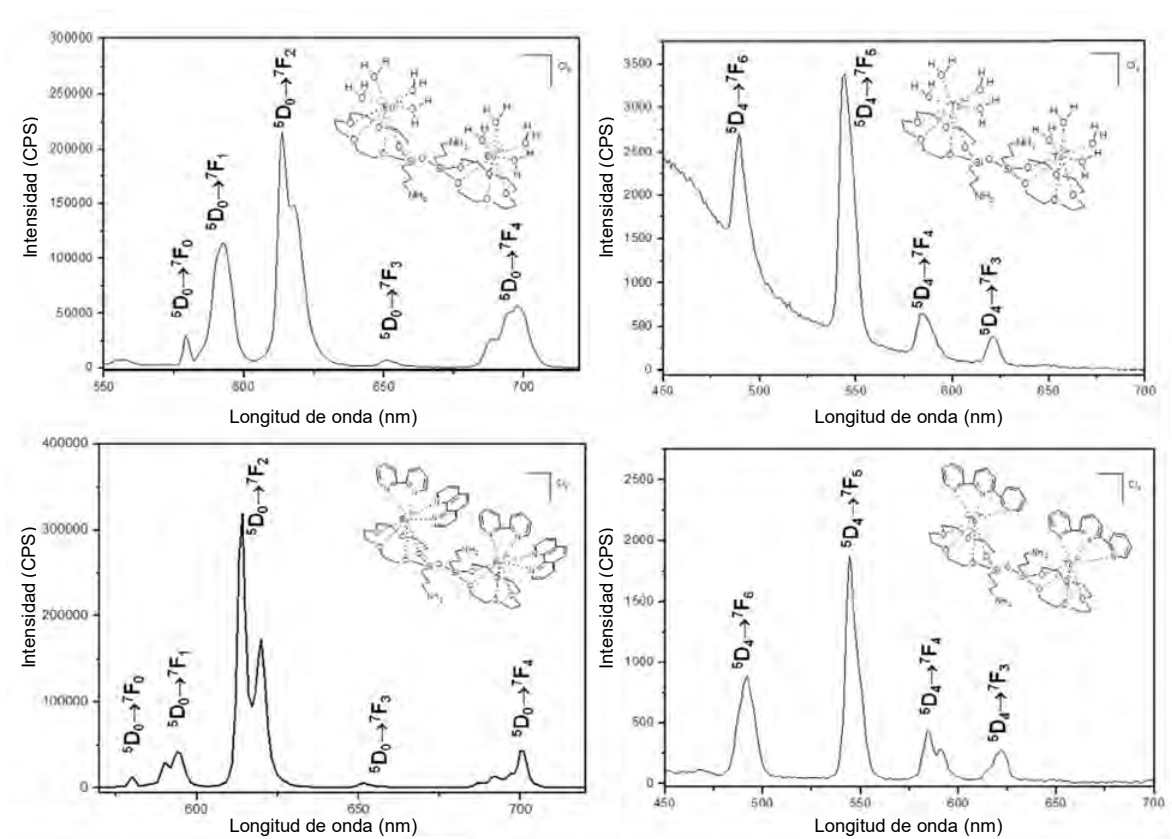 300000
250000
200000
150000
100000
50000
0
550
600
650
700
Intensidad (CPS)
Longitud de onda (nm)
⁵D₀→⁷F₀
⁵D₀→⁷F₁
⁵D₀→⁷F₂
⁵D₀→⁷F₃
⁵D₀→⁷F₄
3500
3000
2500
2000
1500
1000
500
0
450
500
550
600
650
700
Intensidad (CPS)
Longitud de onda (nm)
⁵D₄→⁷F₆
⁵D₄→⁷F₅
⁵D₄→⁷F₄
⁵D₄→⁷F₃
400000
300000
200000
100000
0
600
650
700
Intensidad (CPS)
Longitud de onda (nm)
⁵D₀→⁷F₀
⁵D₀→⁷F₁
⁵D₀→⁷F₂
⁵D₀→⁷F₃
⁵D₀→⁷F₄
2500
2000
1500
1000
500
0
450
500
550
600
650
700
Intensidad (CPS)
Longitud de onda (nm)
⁵D₄→⁷F₆
⁵D₄→⁷F₅
⁵D₄→⁷F₄
⁵D₄→⁷F₃